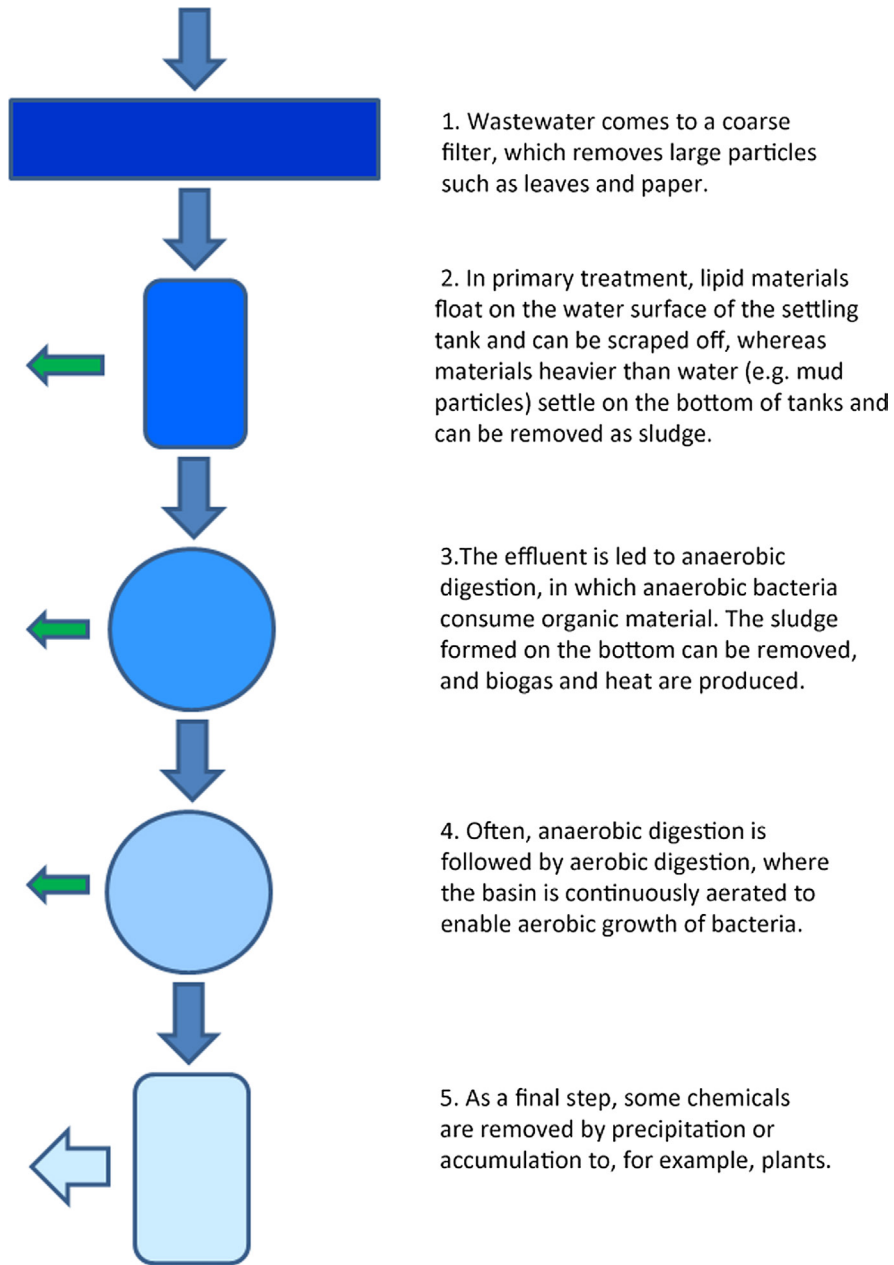 1. Wastewater comes to a coarse
filter, which removes large particles
such as leaves and paper.
2. In primary treatment, lipid materials
float on the water surface of the settling
tank and can be scraped off, whereas
materials heavier than water (e.g. mud
particles) settle on the bottom of tanks and
can be removed as sludge.
3.The effluent is led to anaerobic
digestion, in which anaerobic bacteria
consume organic material. The sludge
formed on the bottom can be removed,
and biogas and heat are produced.
4. Often, anaerobic digestion is
followed by aerobic digestion, where
the basin is continuously aerated to
enable aerobic growth of bacteria.
5. As a final step, some chemicals
are removed by precipitation or
accumulation to, for example, plants.